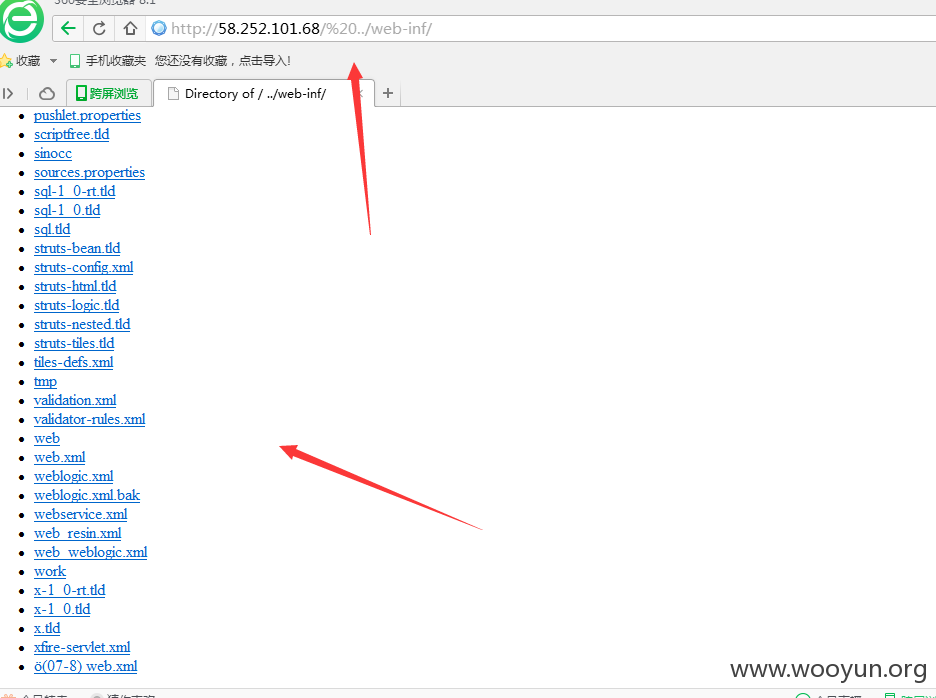 360安全浏览器 8.1
http://58.252.101.68/%20../web-inf/
收藏 手机收藏夹 您还没有收藏，点击导入!
跨屏浏览 Directory of / ../web-inf/
pushlet.properties
scriptfree.tld
sinocc
sources.properties
sql-1_0-rt.tld
sql-1_0.tld
sql.tld
struts-bean.tld
struts-config.xml
struts-html.tld
struts-logic.tld
struts-nested.tld
struts-tiles.tld
tiles-defs.xml
tmp
validation.xml
validator-rules.xml
web
web.xml
weblogic.xml
weblogic.xml.bak
webservice.xml
web_resin.xml
web_weblogic.xml
work
x-1_0-rt.tld
x-1_0.tld
x.tld
xfire-servlet.xml
ö(07-8) web.xml
www.wooyun.org